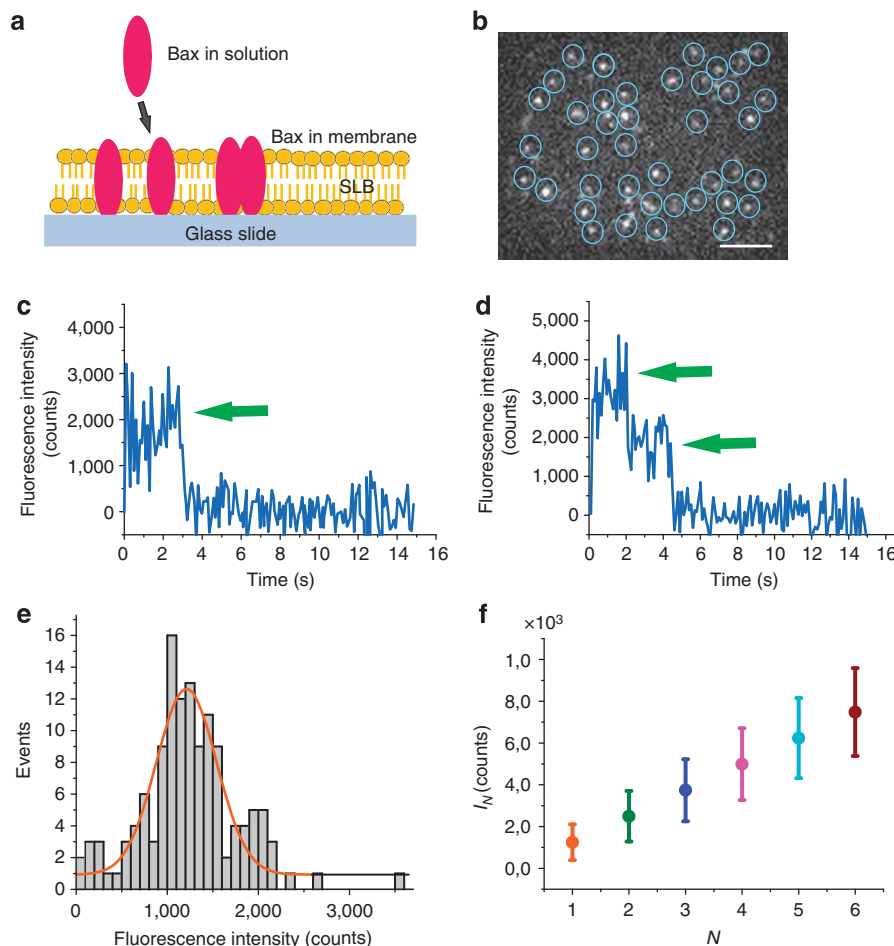 a
Bax in solution
Bax in membrane
SLB
Glass slide
b
c
Fluorescence intensity
(counts)
4,000
3,000
2,000
1,000
0
0 2 4 6 8 10 12 14 16
Time (s)
d
Fluorescence intensity
(counts)
5,000
4,000
3,000
2,000
1,000
0
0 2 4 6 8 10 12 14 16
Time (s)
e
Events
16
14
12
10
8
6
4
2
0
0 1,000 2,000 3,000
Fluorescence intensity (counts)
f
×10³
I_N (counts)
1,0
8,0
6,0
4,0
2,0
0,0
1 2 3 4 5 6
N